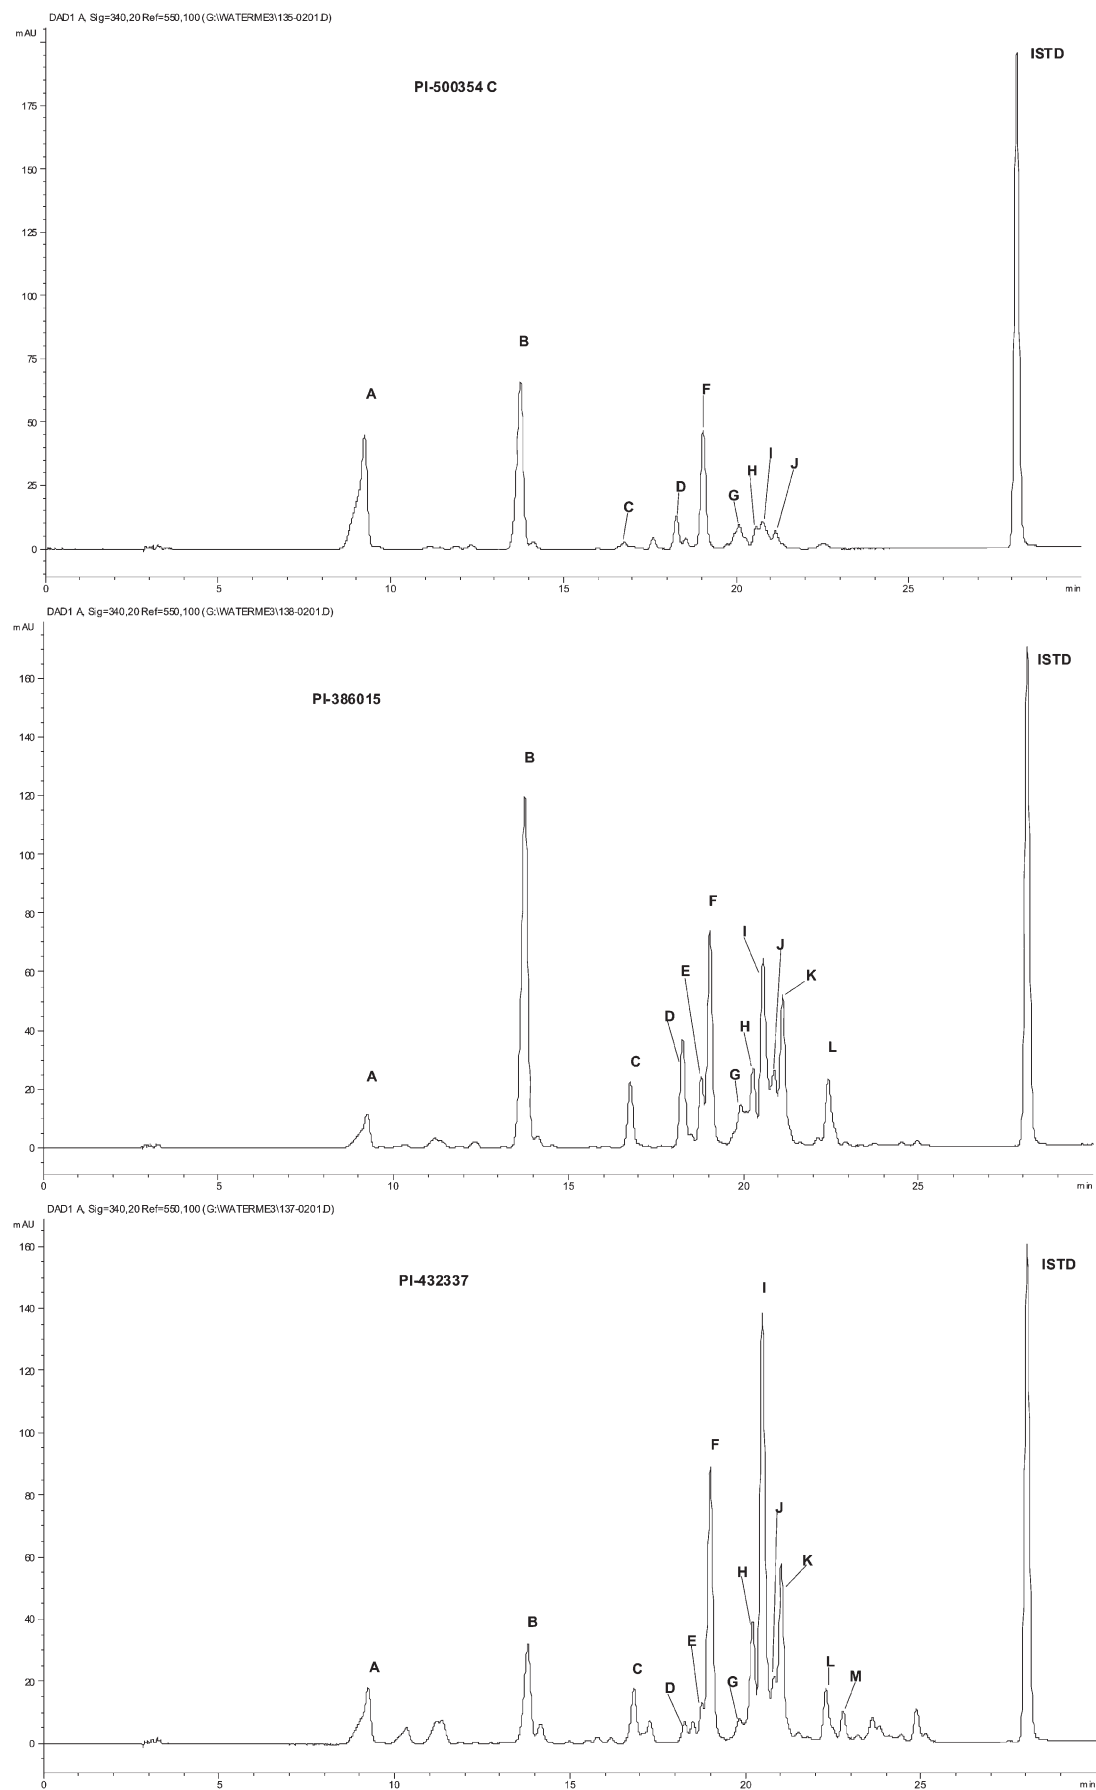 DAD1 A, Sig=340,20 Ref=550,100 (G:\WATERME3\135-0201.D)
mAU
ISTD
PI-500354 C
175
150
125
100
B
75
A
F
50
I
J
H
D
25
G
C
0
0 5 10 15 20 25 min
DAD1 A, Sig=340,20 Ref=550,100 (G:\WATERME3\138-0201.D)
mAU
ISTD
160
PI-386015
140
B
120
100
F
80
I
J
E
K
60
D
H
L
40
C
G
A
20
0
0 5 10 15 20 25 min
DAD1 A, Sig=340,20 Ref=550,100 (G:\WATERME3\137-0201.D)
mAU
160
ISTD
PI-432337
I
140
120
100
F
80
J
60
K
H
40
B
E
L
C
A
M
G
D
20
0
0 5 10 15 20 25 min